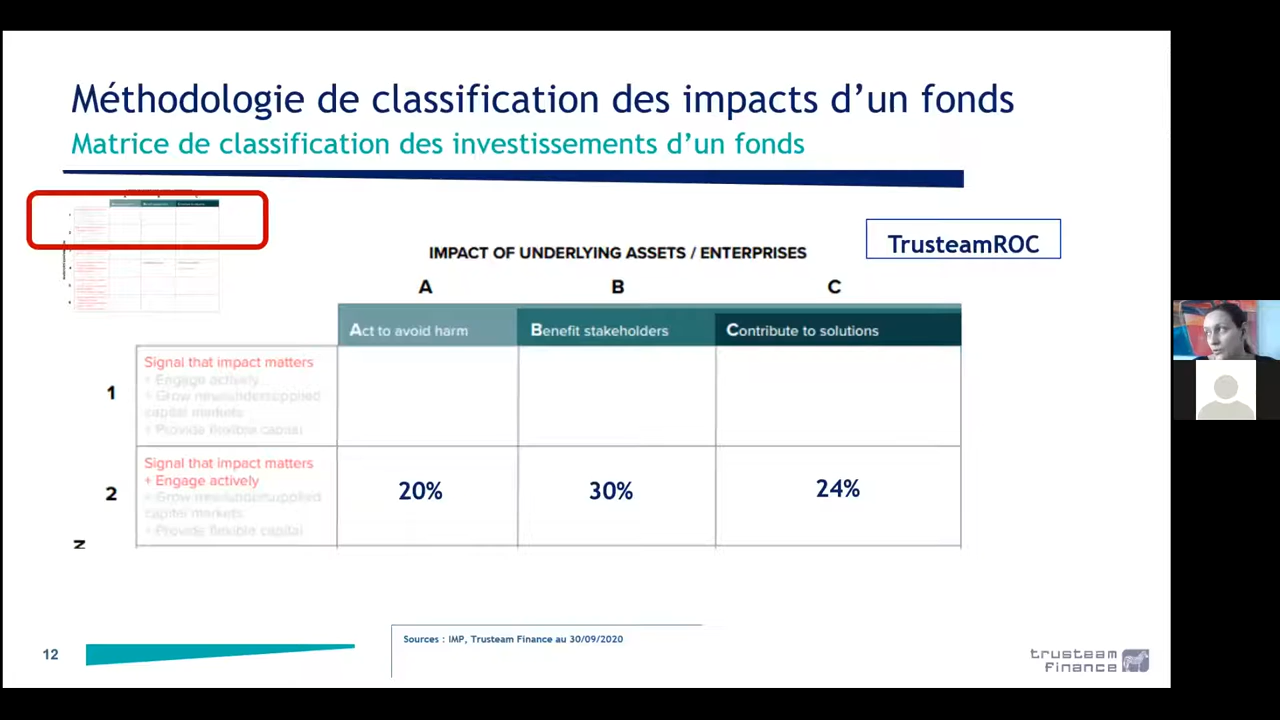 Méthodologie de classification des impacts d’un fonds
Matrice de classification des investissements d’un fonds
TrusteamROC
IMPACT OF UNDERLYING ASSETS / ENTERPRISES
A B C
Act to avoid harm Benefit stakeholders Contribute to solutions
1
Signal that impact matters
+ Engage actively
+ Grow new/undersupplied
capital markets
+ Provide flexible capital
2
Signal that impact matters
+ Engage actively
+ Grow new/undersupplied
capital markets
+ Provide flexible capital
20% 30% 24%
Sources : IMP, Trusteam Finance au 30/09/2020
12
trusteam
finance